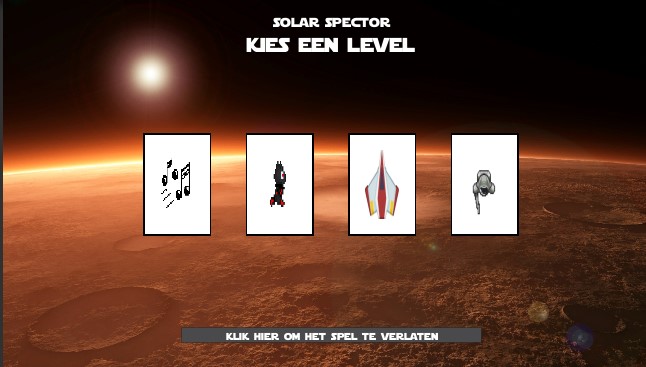 SOLAR SPECTOR
KIES EEN LEVEL
KLIK HIER OM HET SPEL TE VERLATEN